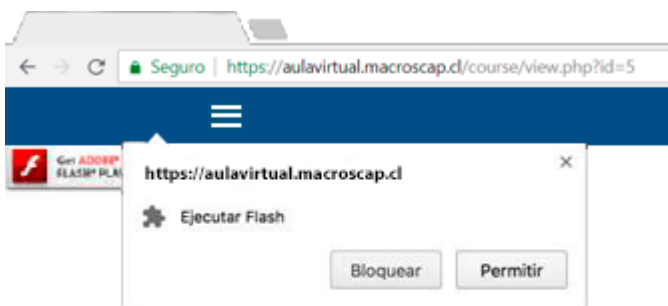 Seguro | https://aulavirtual.macroscap.cl/course/view.php?id=5
Get ADOBE®
FLASH® PLA
https://aulavirtual.macroscap.cl
Ejecutar Flash
Bloquear Permitir